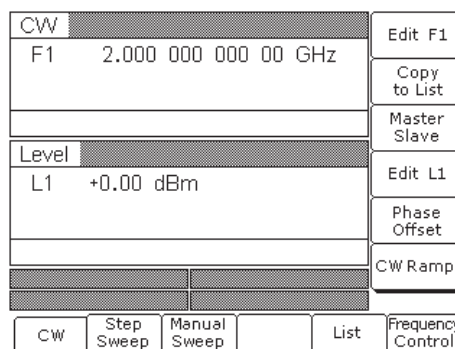 CW
F1 2.000 000 000 00 GHz
Level
L1 +0.00 dBm
Edit F1
Copy
to List
Master
Slave
Edit L1
Phase
Offset
CW Ramp
CW
Step
Sweep
Manual
Sweep
List
Frequency
Control